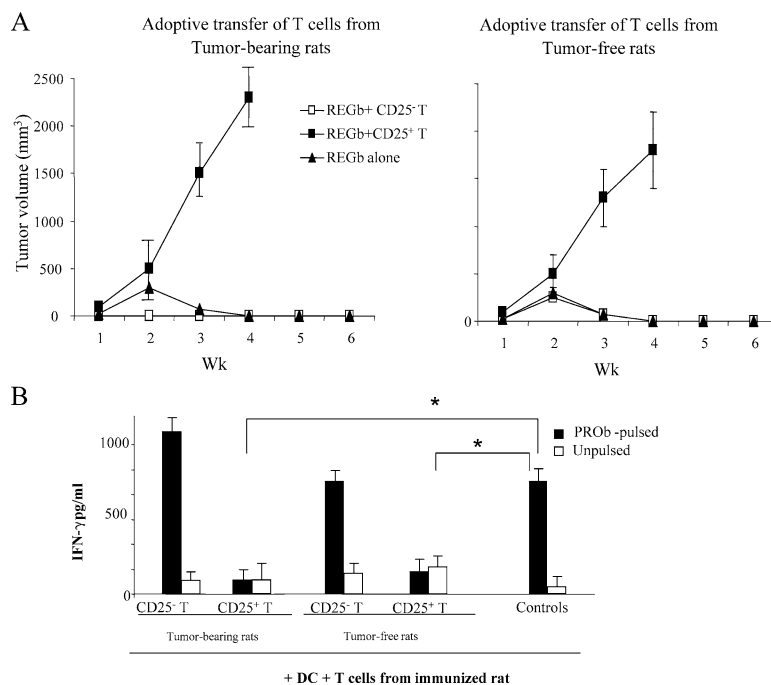 A
Adoptive transfer of T cells from
Tumor-bearing rats
Adoptive transfer of T cells from
Tumor-free rats
Tumor volume (mm³)
2500
2000
1500
1000
500
0
REGb+ CD25⁻ T
REGb+CD25⁺ T
REGb alone
1 2 3 4 5 6
Wk
0
1 2 3 4 5 6
Wk
B
*
*
PROb -pulsed
Unpulsed
IFN-γpg/ml
1000
500
0
CD25⁻ T CD25⁺ T CD25⁻ T CD25⁺ T Controls
Tumor-bearing rats Tumor-free rats
+ DC + T cells from immunized rat